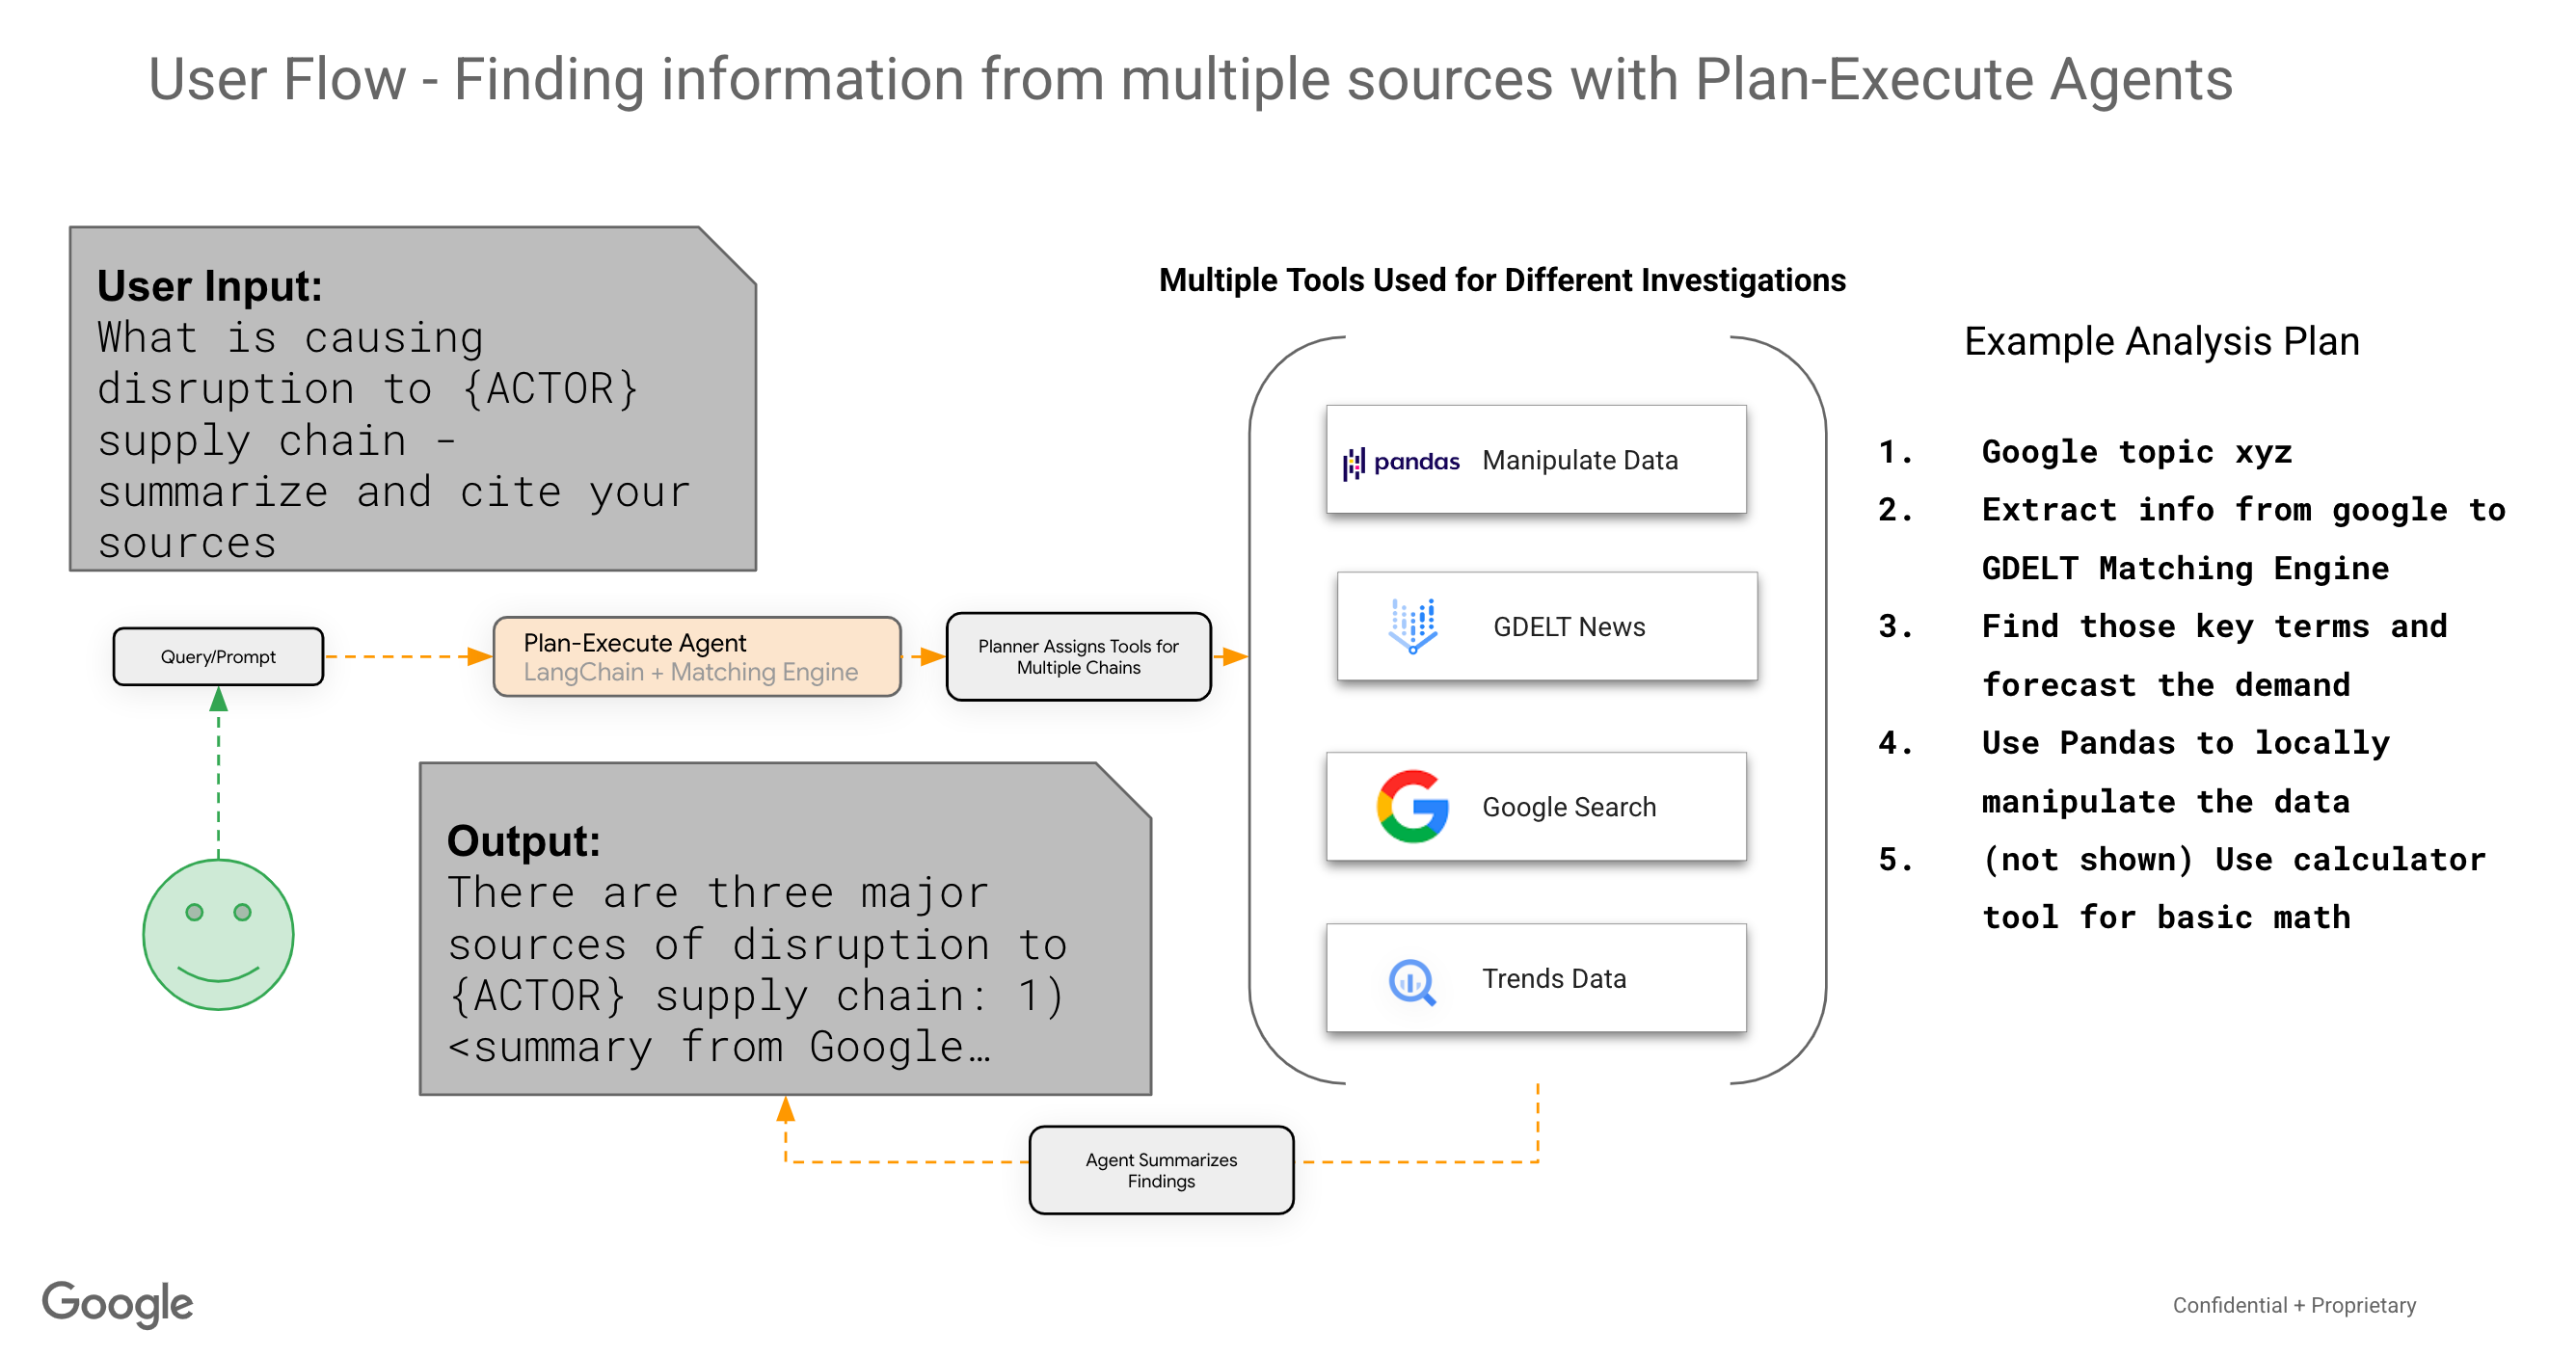 User Flow - Finding information from multiple sources with Plan-Execute Agents
User Input:
What is causing
disruption to {ACTOR}
supply chain -
summarize and cite your
sources
Query/Prompt
Plan-Execute Agent
LangChain + Matching Engine
Planner Assigns Tools for
Multiple Chains
Multiple Tools Used for Different Investigations
pandas Manipulate Data
GDELT News
Google Search
Trends Data
Example Analysis Plan
1. Google topic xyz
2. Extract info from google to
GDELT Matching Engine
3. Find those key terms and
forecast the demand
4. Use Pandas to locally
manipulate the data
5. (not shown) Use calculator
tool for basic math
Output:
There are three major
sources of disruption to
{ACTOR} supply chain: 1)
<summary from Google…
Agent Summarizes
Findings
Google
Confidential + Proprietary